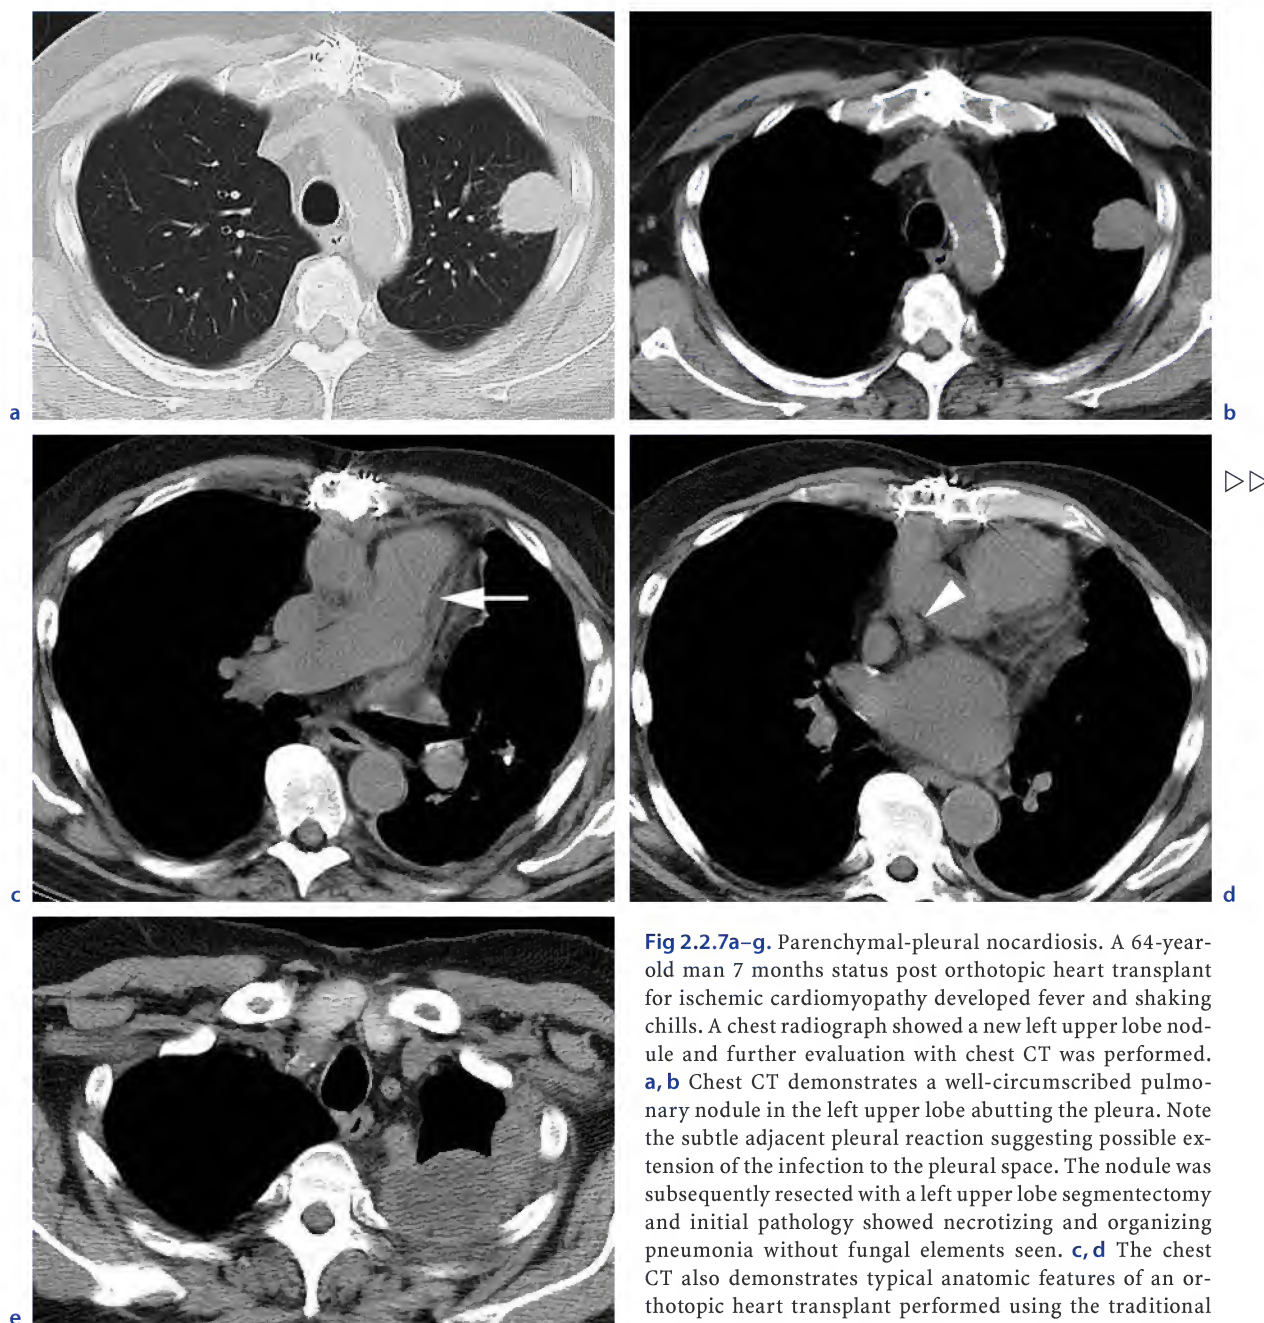 a
b
c
d
e
Fig 2.2.7a–g. Parenchymal-pleural nocardiosis. A 64-year-
old man 7 months status post orthotopic heart transplant
for ischemic cardiomyopathy developed fever and shaking
chills. A chest radiograph showed a new left upper lobe nod-
ule and further evaluation with chest CT was performed.
a, b Chest CT demonstrates a well-circumscribed pulmo-
nary nodule in the left upper lobe abutting the pleura. Note
the subtle adjacent pleural reaction suggesting possible ex-
tension of the infection to the pleural space. The nodule was
subsequently resected with a left upper lobe segmentectomy
and initial pathology showed necrotizing and organizing
pneumonia without fungal elements seen. c, d The chest
CT also demonstrates typical anatomic features of an or-
thotopic heart transplant performed using the traditional